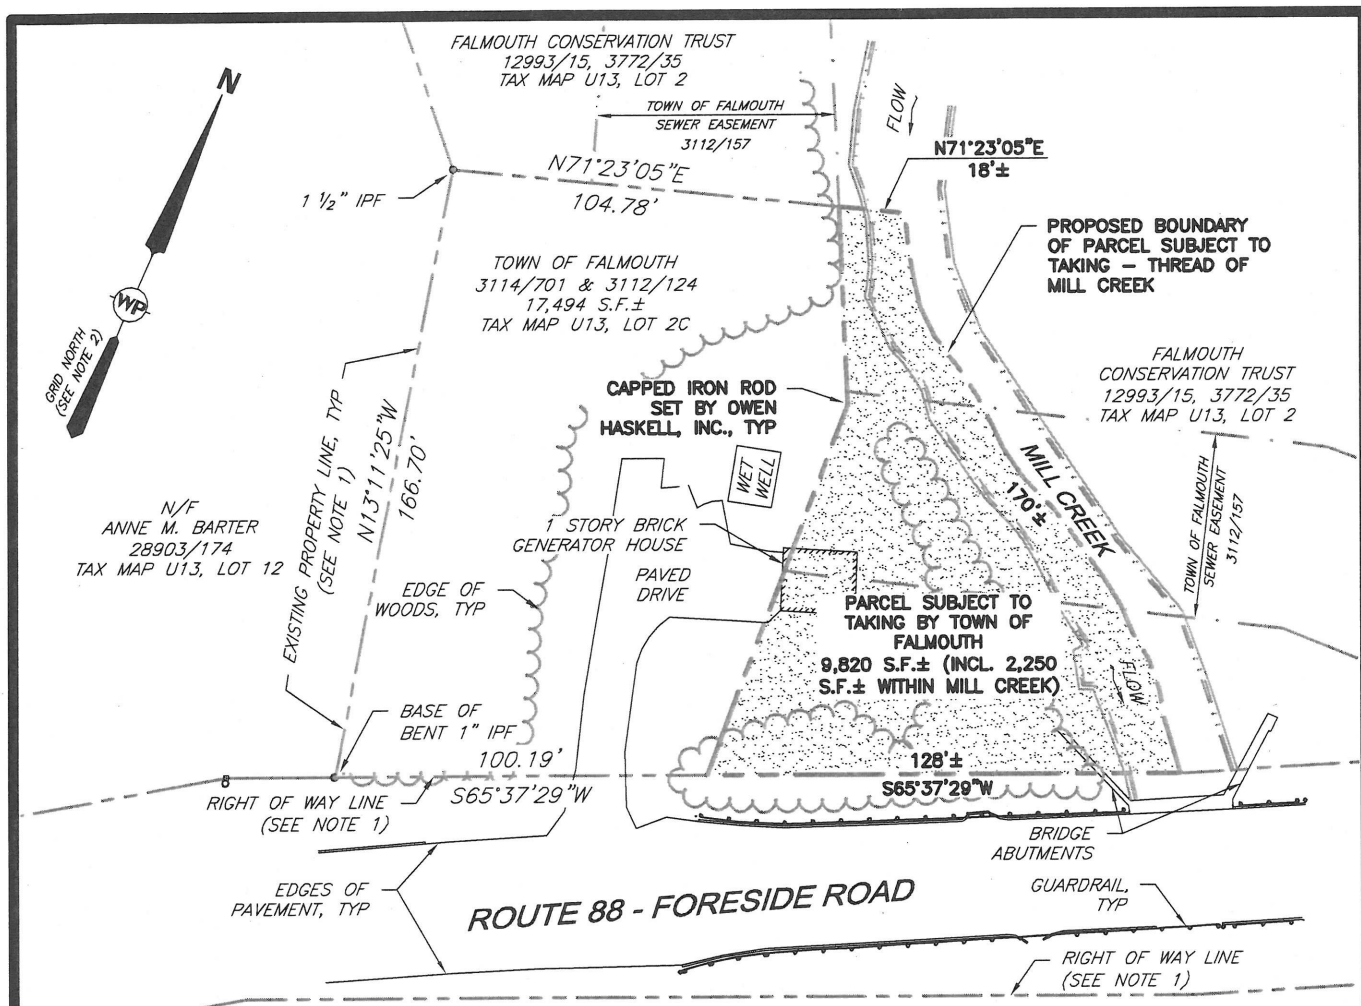 FALMOUTH CONSERVATION TRUST
12993/15, 3772/35
TAX MAP U13, LOT 2
TOWN OF FALMOUTH
SEWER EASEMENT
3112/157
FLOW
N
N71°23'05"E
18'±
N71°23'05"E
104.78'
1 ½" IPF
PROPOSED BOUNDARY
OF PARCEL SUBJECT TO
TAKING – THREAD OF
MILL CREEK
TOWN OF FALMOUTH
3114/701 & 3112/124
17,494 S.F.±
TAX MAP U13, LOT 2C
WP
GRID NORTH
(SEE NOTE 2)
FALMOUTH
CONSERVATION TRUST
12993/15, 3772/35
TAX MAP U13, LOT 2
CAPPED IRON ROD
SET BY OWEN
HASKELL, INC., TYP
EXISTING PROPERTY LINE, TYP
(SEE NOTE 1)
N13°11'25"W
166.70'
WET
WELL
MILL CREEK
170'±
TOWN OF FALMOUTH
SEWER EASEMENT
3112/157
N/F
ANNE M. BARTER
28903/174
TAX MAP U13, LOT 12
1 STORY BRICK
GENERATOR HOUSE
PAVED
DRIVE
EDGE OF
WOODS, TYP
PARCEL SUBJECT TO
TAKING BY TOWN OF
FALMOUTH
9,820 S.F.± (INCL. 2,250
S.F.± WITHIN MILL CREEK)
FLOW
BASE OF
BENT 1" IPF
100.19'
S65°37'29"W
128'±
S65°37'29"W
RIGHT OF WAY LINE
(SEE NOTE 1)
BRIDGE
ABUTMENTS
EDGES OF
PAVEMENT, TYP
ROUTE 88 - FORESIDE ROAD
GUARDRAIL,
TYP
RIGHT OF WAY LINE
(SEE NOTE 1)